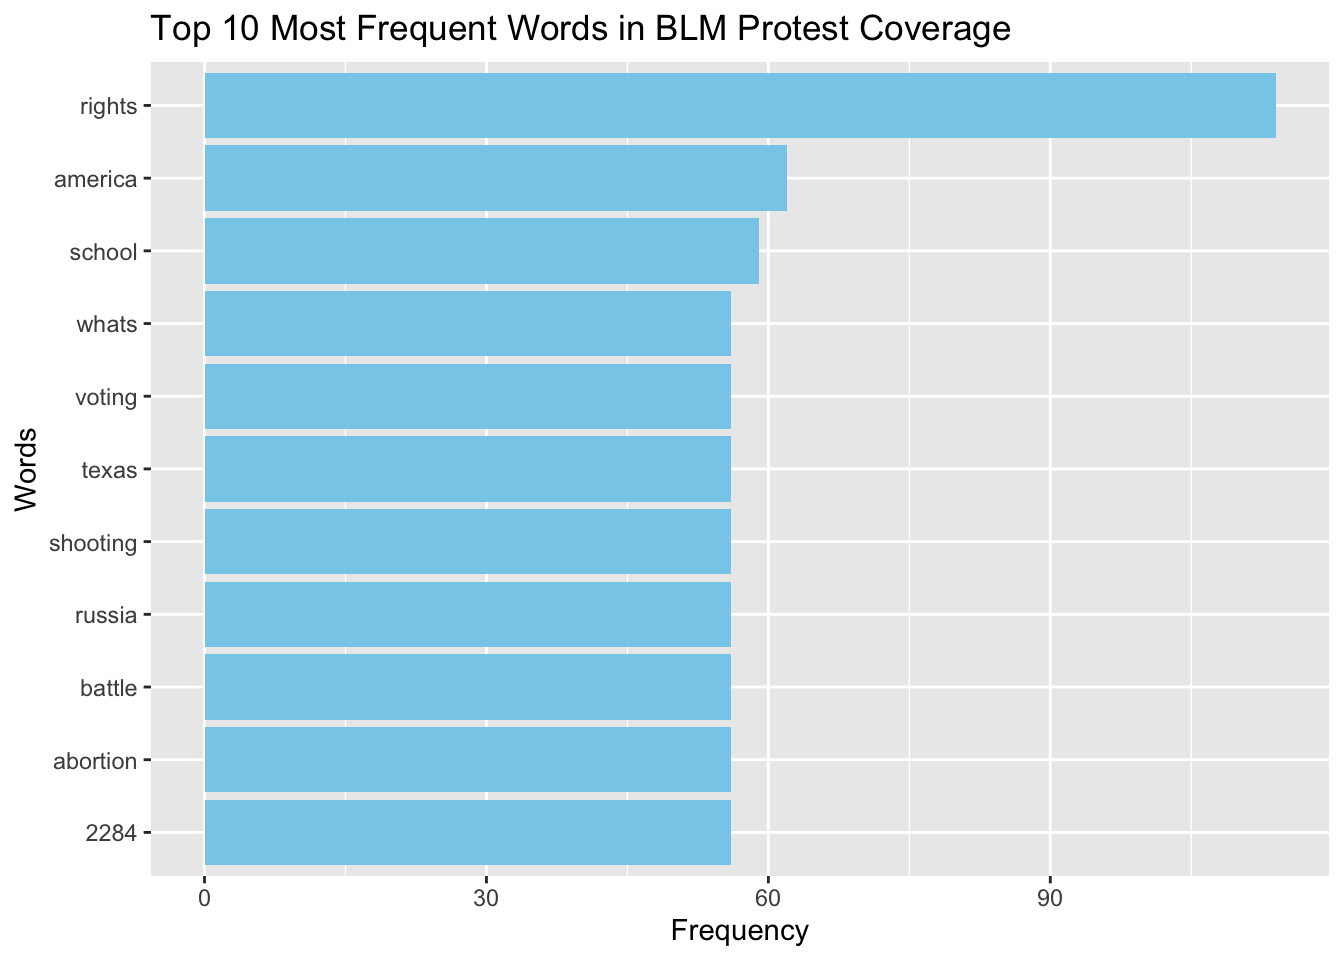 Top 10 Most Frequent Words in BLM Protest Coverage
rights
america
school
whats
voting
texas
shooting
russia
battle
abortion
2284
Words
0 30 60 90
Frequency